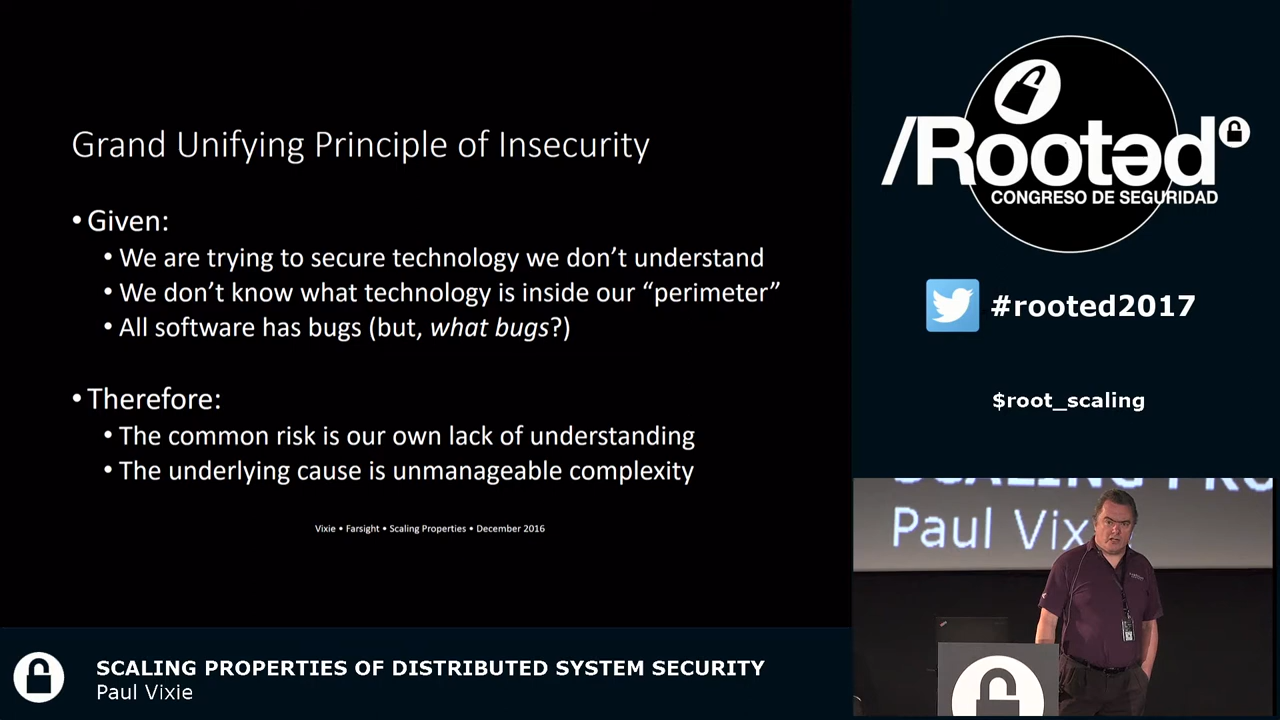 Grand Unifying Principle of Insecurity
• Given:
• We are trying to secure technology we don't understand
• We don't know what technology is inside our “perimeter”
• All software has bugs (but, what bugs?)
• Therefore:
• The common risk is our own lack of understanding
• The underlying cause is unmanageable complexity
Vixie • Farsight • Scaling Properties • December 2016
/Rootəd
CONGRESO DE SEGURIDAD
#rooted2017
$root_scaling
SCALING PRO
Paul Vix
SCALING PROPERTIES OF DISTRIBUTED SYSTEM SECURITY
Paul Vixie